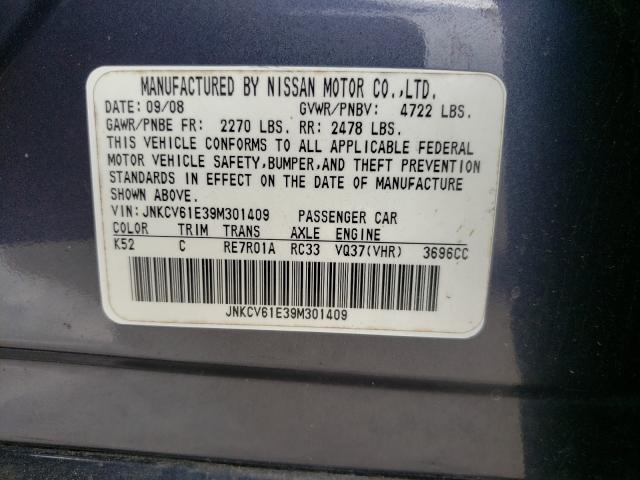 MANUFACTURED BY NISSAN MOTOR CO.,LTD.
DATE: 09/08 GVWR/PNBV: 4722 LBS.
GAWR/PNBE FR: 2270 LBS. RR: 2478 LBS.
THIS VEHICLE CONFORMS TO ALL APPLICABLE FEDERAL
MOTOR VEHICLE SAFETY,BUMPER,AND THEFT PREVENTION
STANDARDS IN EFFECT ON THE DATE OF MANUFACTURE
SHOWN ABOVE.
VIN: JNKCV61E39M301409 PASSENGER CAR
COLOR TRIM TRANS AXLE ENGINE
K52 C RE7R01A RC33 VQ37(VHR) 3696CC
JNKCV61E39M301409